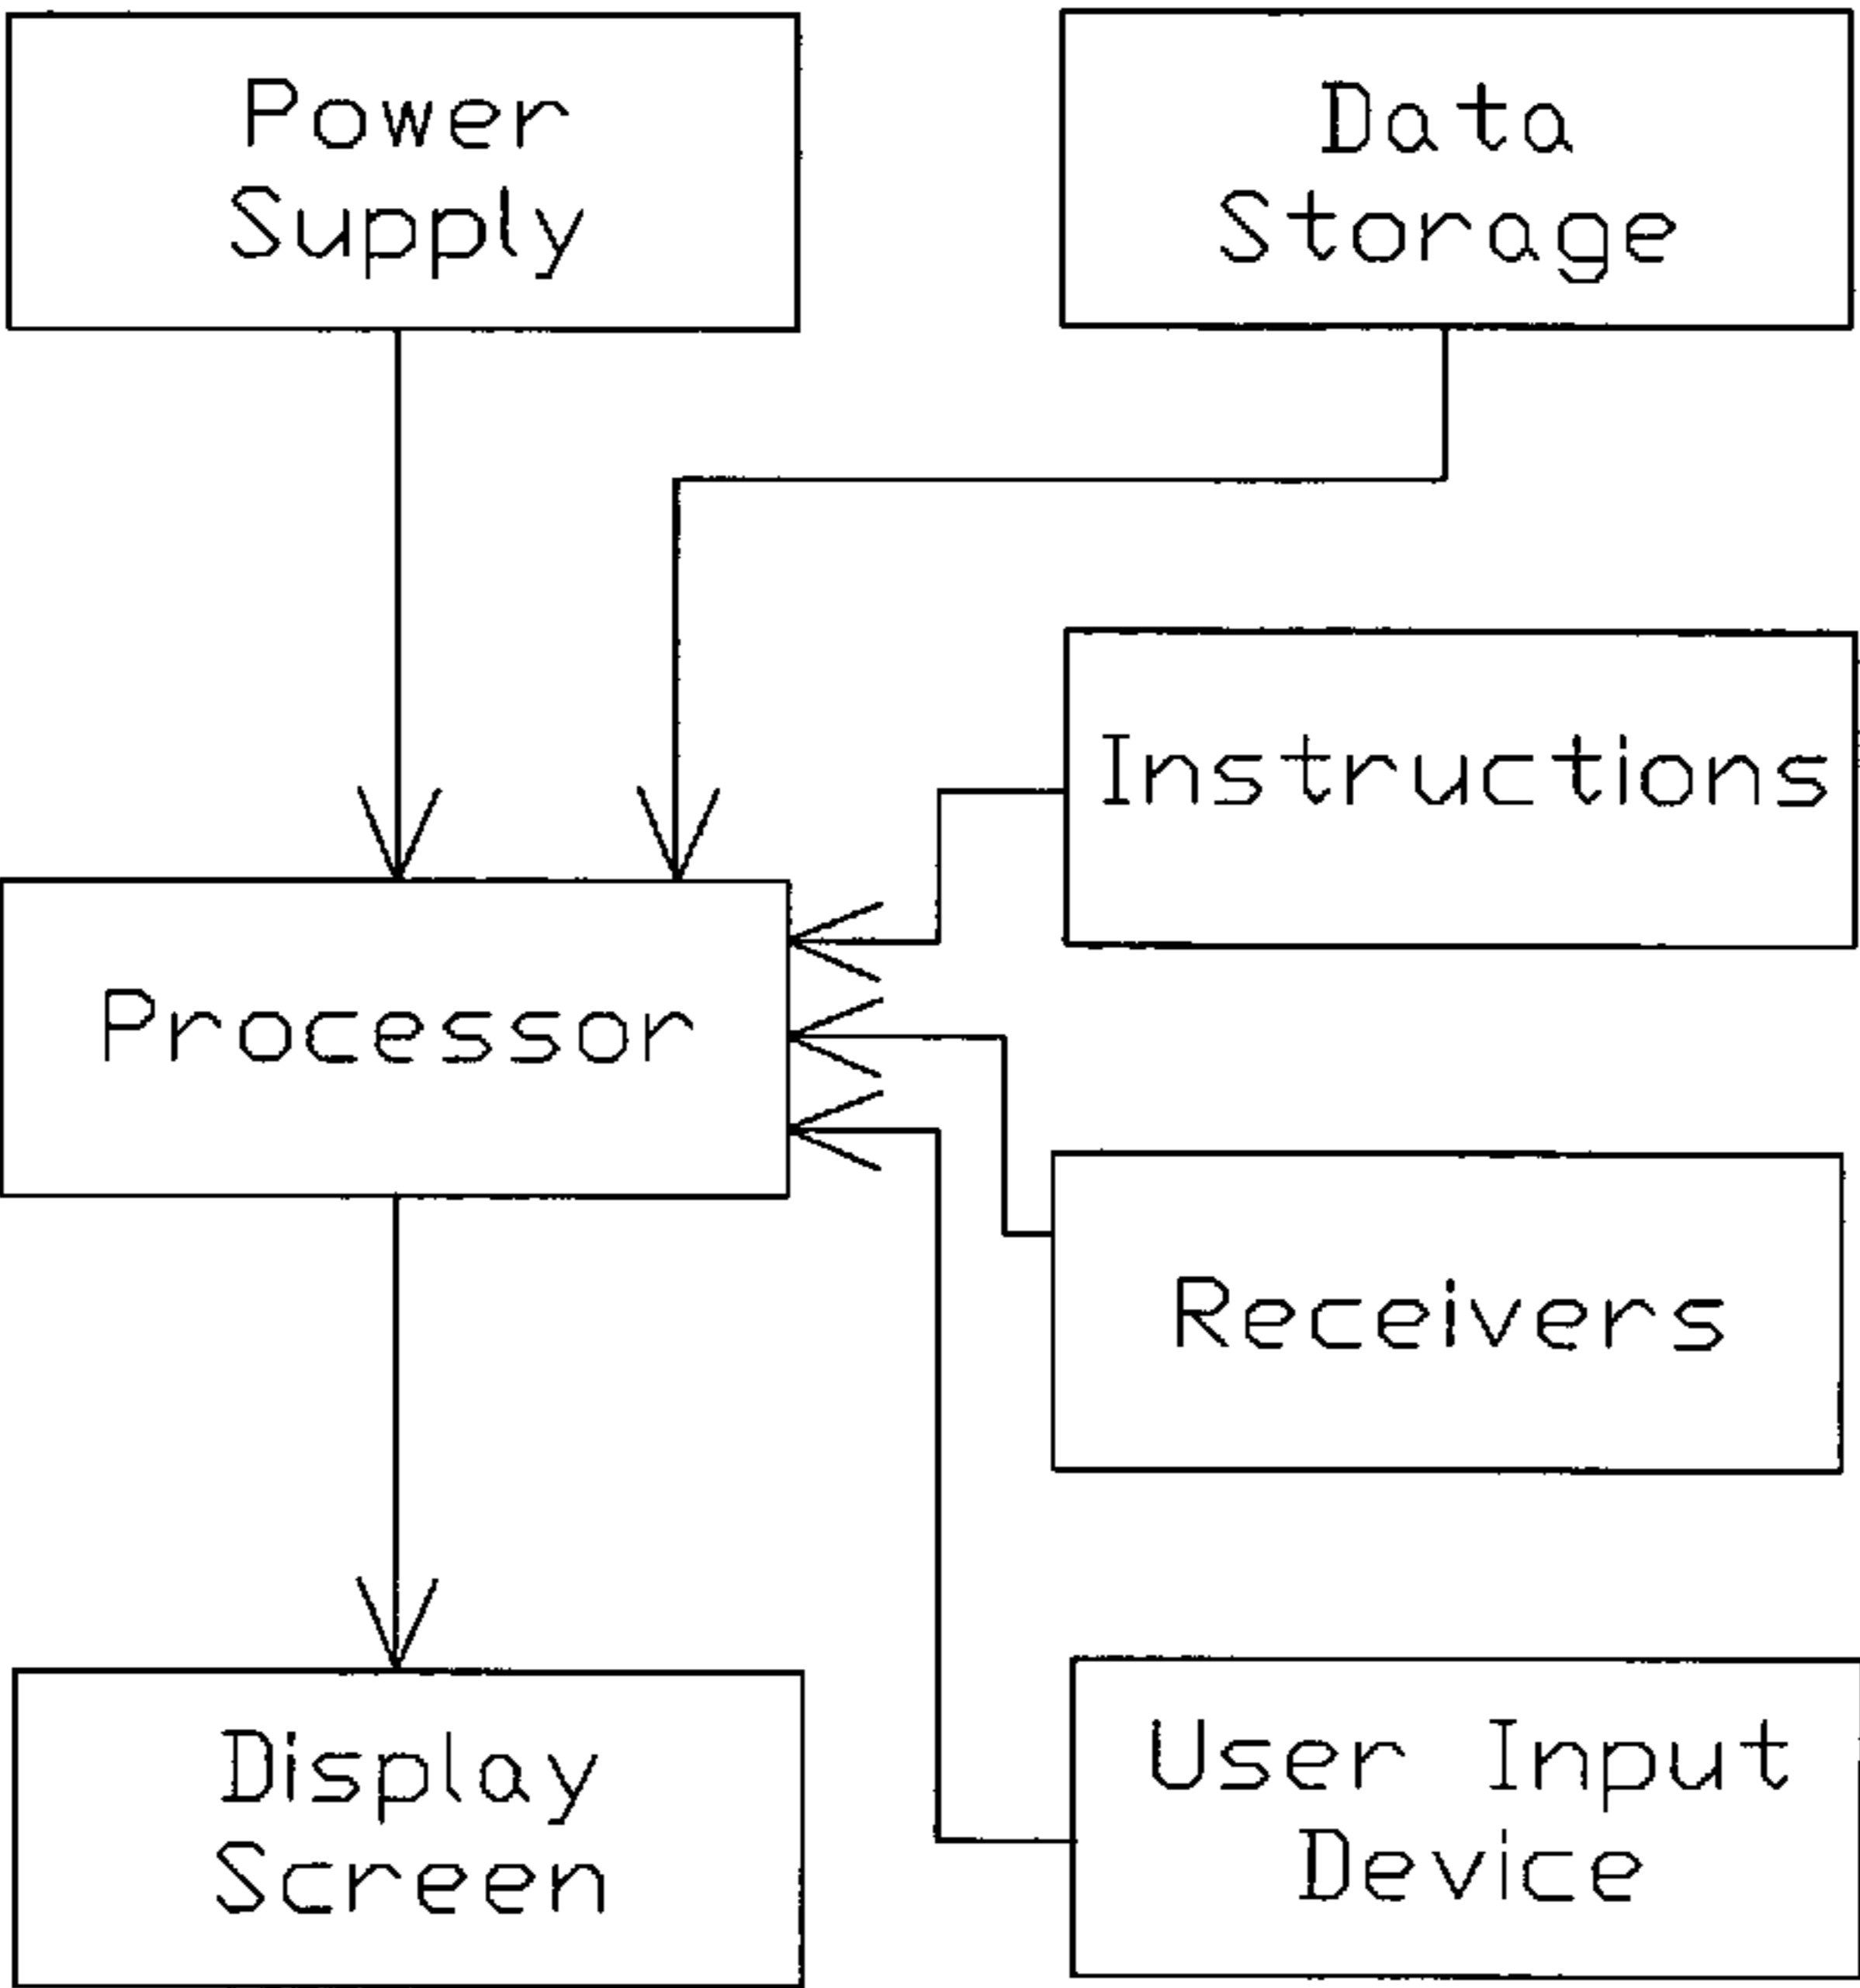 Power
Supply
Data
Storage
Instructions
Processor
Receivers
Display
Screen
User Input
Device